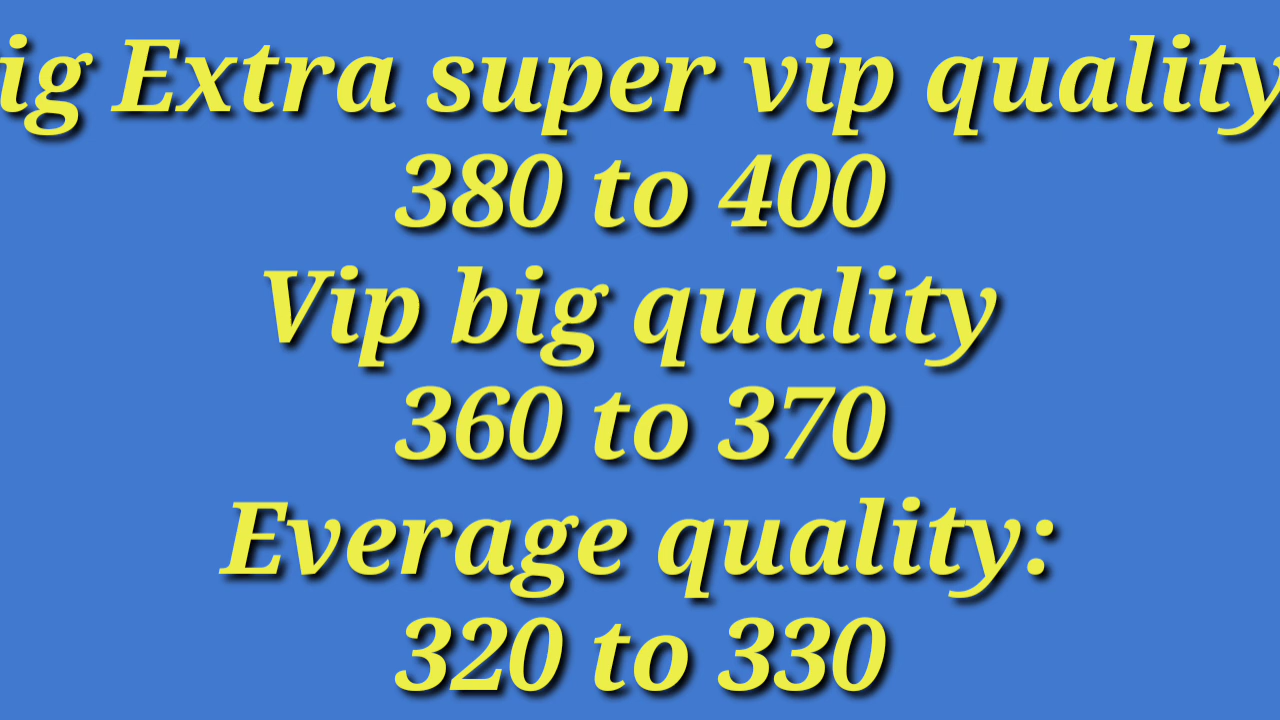 ig Extra super vip quality
380 to 400
Vip big quality
360 to 370
Everage quality:
320 to 330